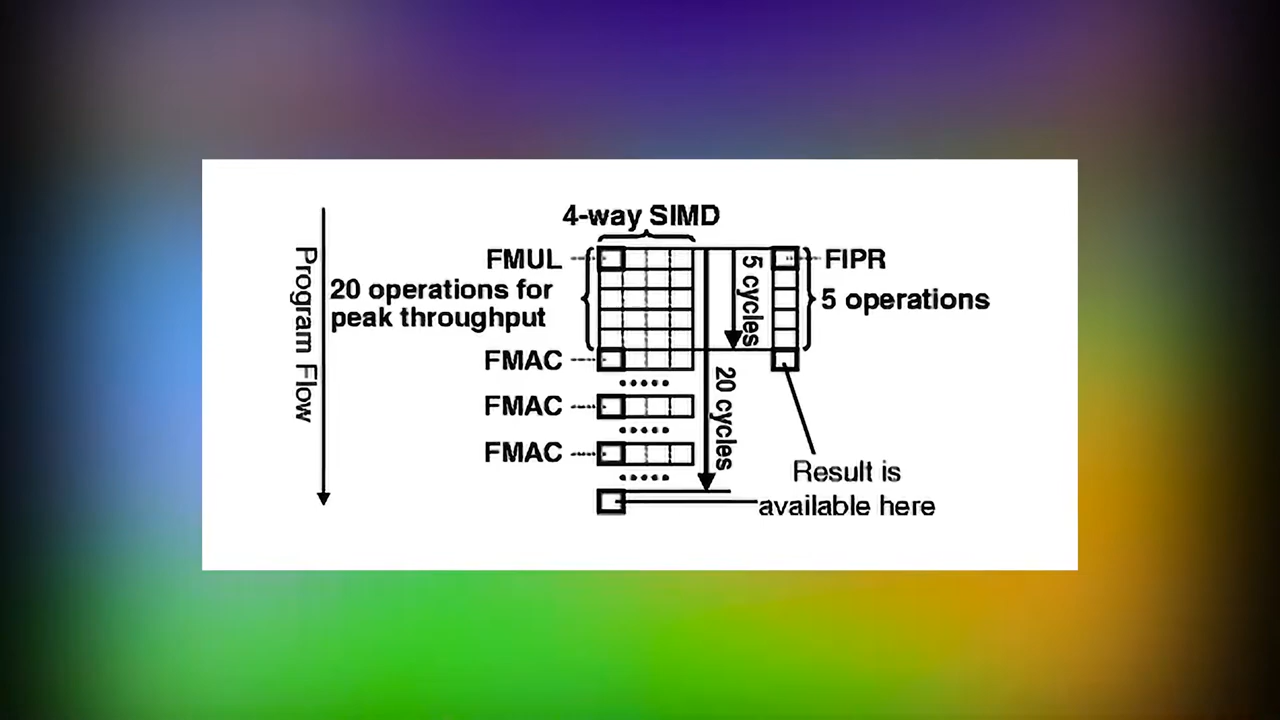 4-way SIMD
Program Flow
FMUL
20 operations for
peak throughput
FMAC
FMAC
FMAC
5 cycles
20 cycles
FIPR
5 operations
Result is
available here